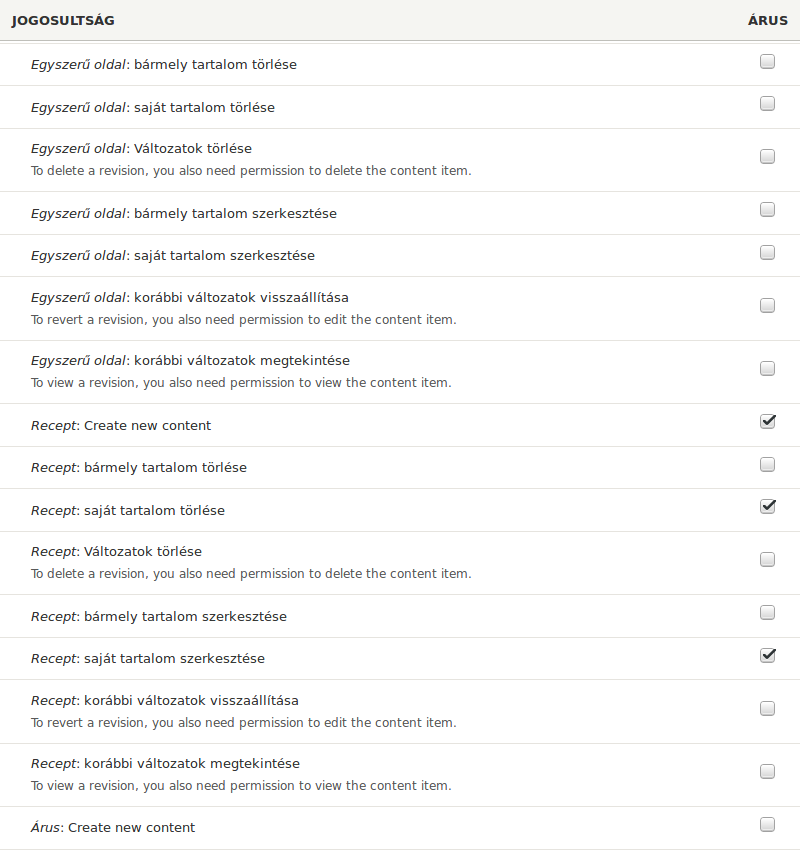 JOGOSULTSÁG ÁRUS
Egyszerű oldal: bármely tartalom törlése
Egyszerű oldal: saját tartalom törlése
Egyszerű oldal: Változatok törlése
To delete a revision, you also need permission to delete the content item.
Egyszerű oldal: bármely tartalom szerkesztése
Egyszerű oldal: saját tartalom szerkesztése
Egyszerű oldal: korábbi változatok visszaállítása
To revert a revision, you also need permission to edit the content item.
Egyszerű oldal: korábbi változatok megtekintése
To view a revision, you also need permission to view the content item.
Recept: Create new content
Recept: bármely tartalom törlése
Recept: saját tartalom törlése
Recept: Változatok törlése
To delete a revision, you also need permission to delete the content item.
Recept: bármely tartalom szerkesztése
Recept: saját tartalom szerkesztése
Recept: korábbi változatok visszaállítása
To revert a revision, you also need permission to edit the content item.
Recept: korábbi változatok megtekintése
To view a revision, you also need permission to view the content item.
Árus: Create new content